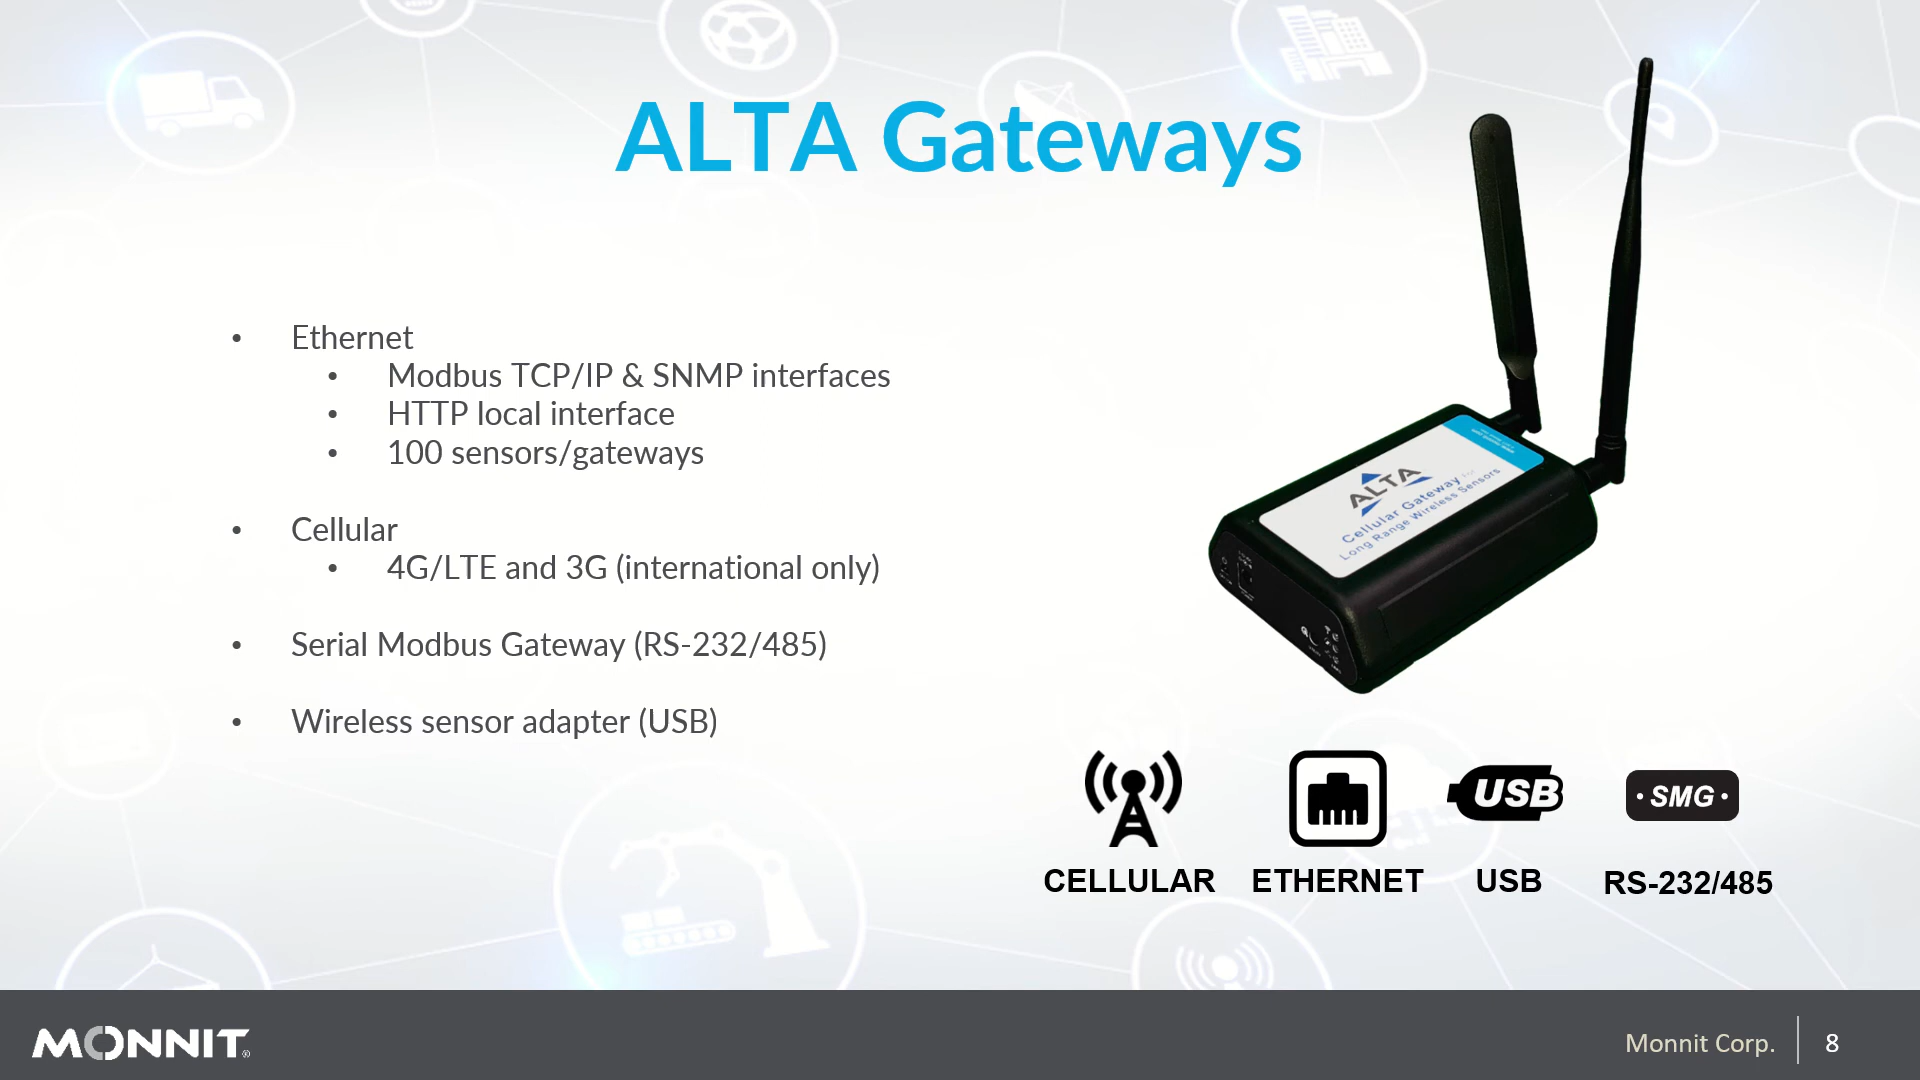 ALTA Gateways
• Ethernet
• Modbus TCP/IP & SNMP interfaces
• HTTP local interface
• 100 sensors/gateways
• Cellular
• 4G/LTE and 3G (international only)
• Serial Modbus Gateway (RS-232/485)
• Wireless sensor adapter (USB)
ALTA
Cellular Gateway for
Long Range Wireless Sensors
USB
• SMG •
CELLULAR
ETHERNET
USB
RS-232/485
MONNIT®
Monnit Corp.
8